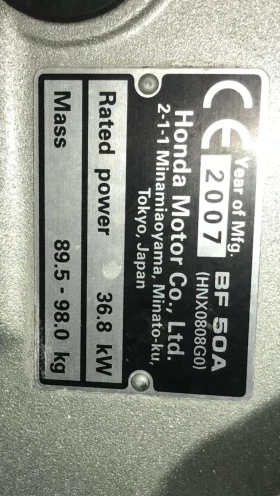 Year of Mfg.
CE 2007
BF 50A
(HNX0808G0)
Honda Motor Co., Ltd.
2-1-1 Minamiaoyama, Minato-ku,
Tokyo, Japan
Rated power 36.8 kW
Mass 89.5-98.0 kg